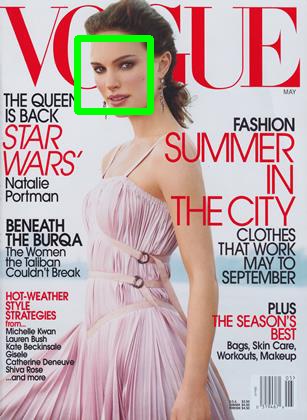 VOGUE
MAY
THE QUEEN
IS BACK
STAR
WARS'
Natalie
Portman
BENEATH
THE BURQA
The Women
the Taliban
Couldn't Break
HOT-WEATHER
STYLE
STRATEGIES
from...
Michelle Kwan
Lauren Bush
Kate Beckinsale
Gisele
Catherine Deneuve
Shiva Rose
...and more
FASHION
SUMMER
IN
THE CITY
CLOTHES
THAT WORK
MAY TO
SEPTEMBER
PLUS
THE SEASON'S
BEST
Bags, Skin Care,
Workouts, Makeup